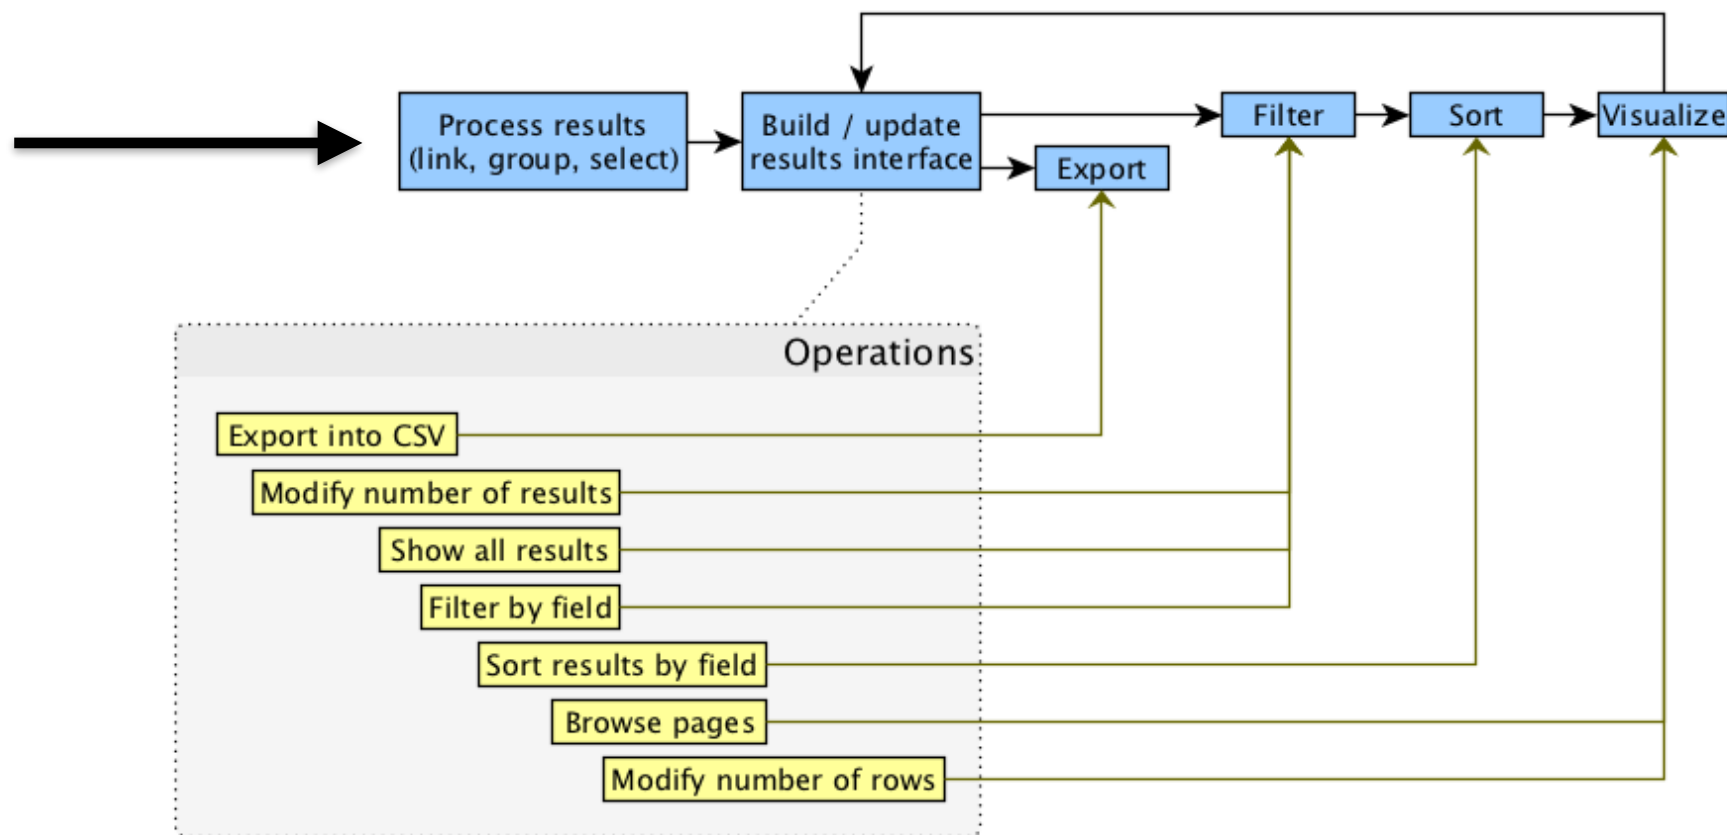 Process results
(link, group, select)
Build / update
results interface
Export
Filter
Sort
Visualize
Operations
Export into CSV
Modify number of results
Show all results
Filter by field
Sort results by field
Browse pages
Modify number of rows